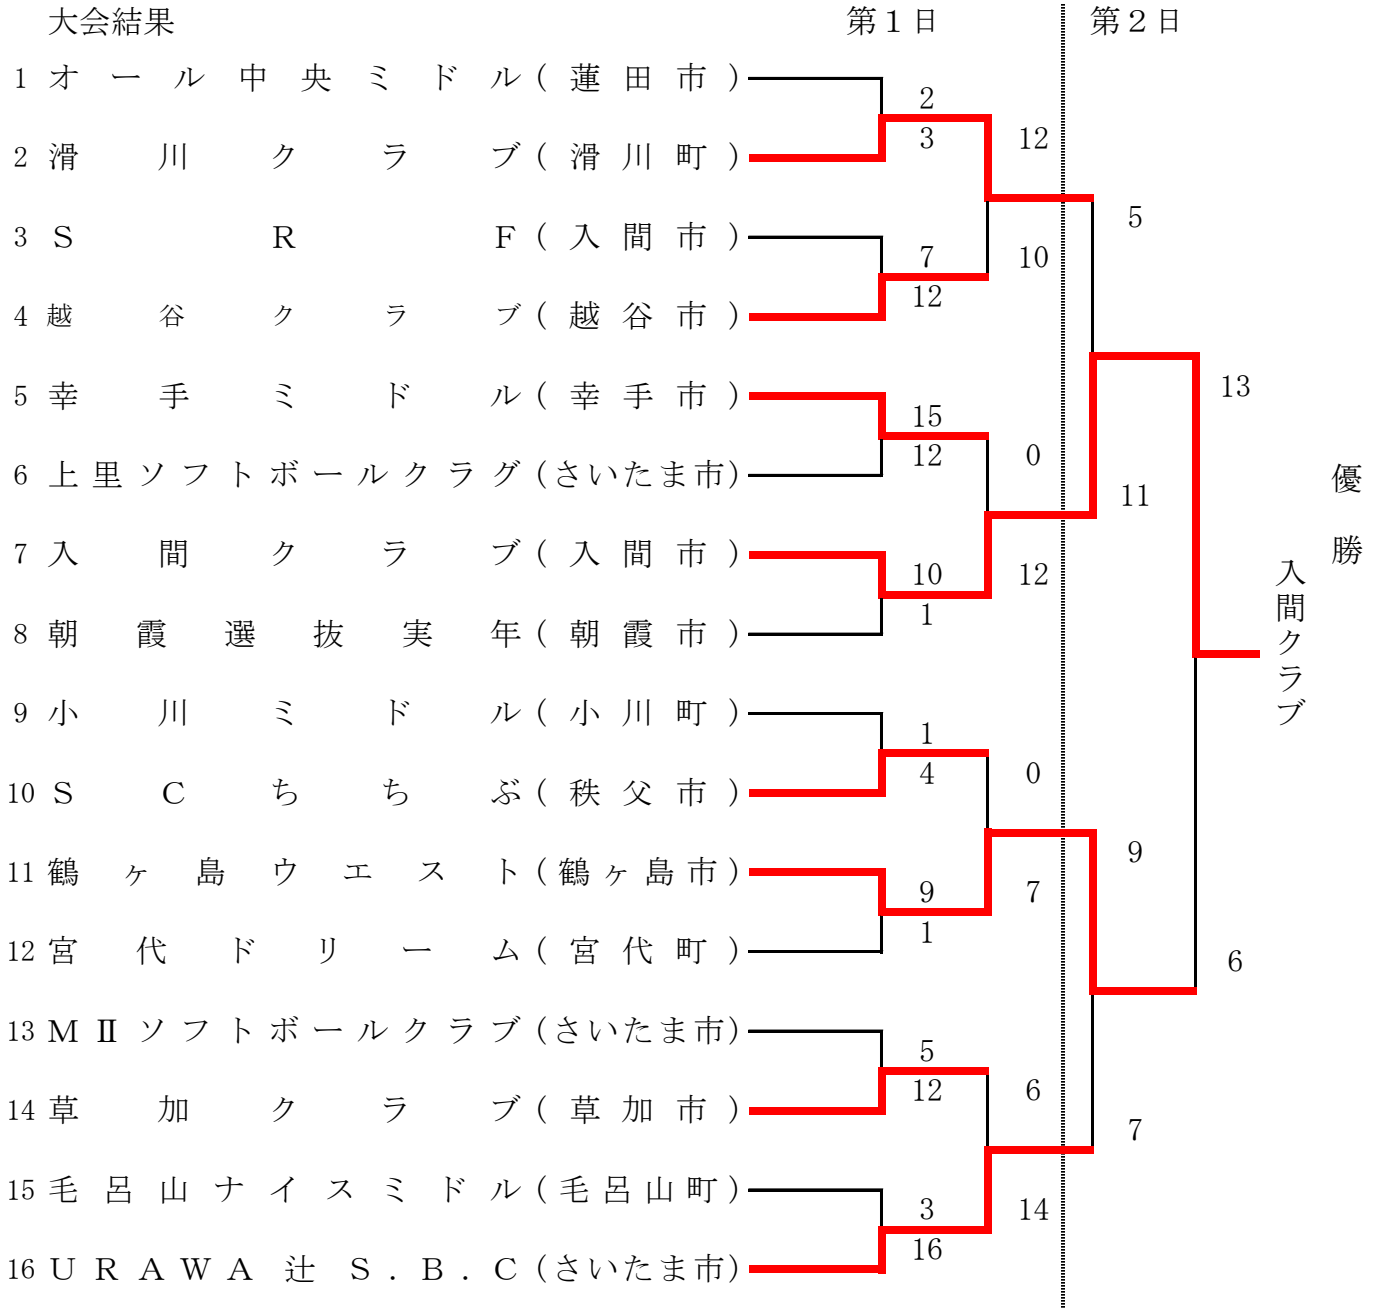 大会結果 第1日 第2日
1 オール中央ミドル(蓮田市)
2
3 12
2 滑川クラブ(滑川町)
5
3 SRF(入間市)
7 10
12
4 越谷クラブ(越谷市)
13
5 幸手ミドル(幸手市)
15
12 0
6 上里ソフトボールクラグ(さいたま市)
11
7 入間クラブ(入間市)
10 12
1
8 朝霞選抜実年(朝霞市)
優勝
入間クラブ
9 小川ミドル(小川町)
1
4 0
10 SCちちぶ(秩父市)
9
11 鶴ヶ島ウエスト(鶴ヶ島市)
9 7
1
12 宮代ドリーム(宮代町)
6
13 MⅡソフトボールクラブ(さいたま市)
5
12 6
14 草加クラブ(草加市)
7
15 毛呂山ナイスミドル(毛呂山町)
3 14
16
16 URAWA辻S.B.C(さいたま市)